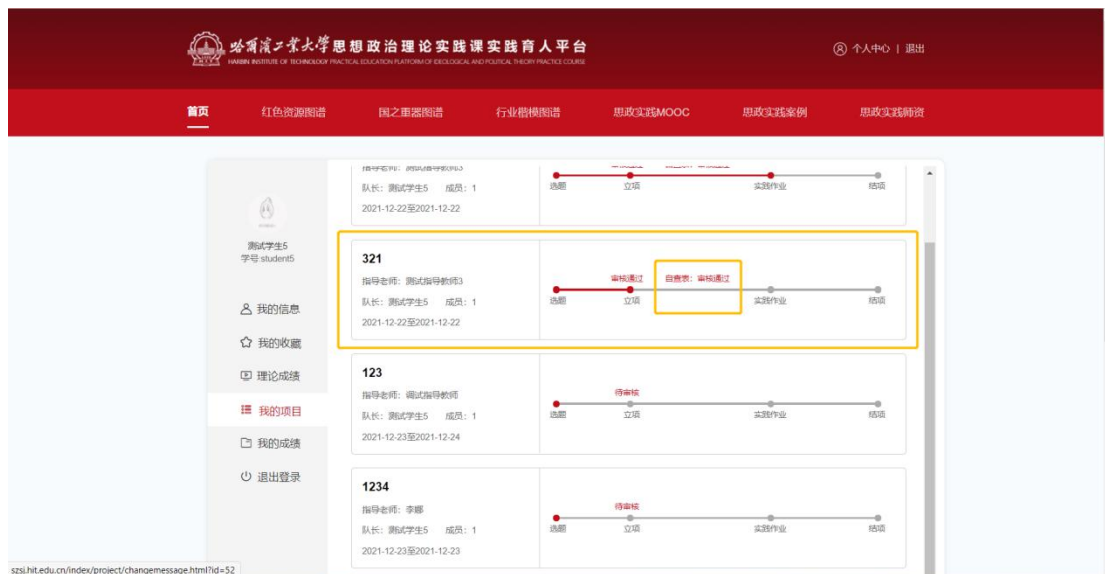 哈尔滨工业大学思想政治理论实践课实践育人平台
HARBIN INSTITUTE OF TECHNOLOGY PRACTICAL EDUCATION PLATFORM OF IDEOLOGICAL AND POLITICAL THEORY PRACTICE COURSE
个人中心 | 退出
首页 红色资源图谱 国之重器图谱 行业楷模图谱 思政实践MOOC 思政实践案例 思政实践师资
测试学生5
学号:student5
我的信息
我的收藏
理论成绩
我的项目
我的成绩
退出登录
指导老师：测试指导教师3
队长：测试学生5 成员：1
2021-12-22至2021-12-22
选题 立项 实践作业 结项
321
指导老师：测试指导教师3
队长：测试学生5 成员：1
2021-12-22至2021-12-22
审核通过 自查表：审核通过
选题 立项 实践作业 结项
123
指导老师：调试指导教师
队长：测试学生5 成员：1
2021-12-23至2021-12-24
待审核
选题 立项 实践作业 结项
1234
指导老师：李娜
队长：测试学生5 成员：1
2021-12-23至2021-12-23
待审核
选题 立项 实践作业 结项
szsj.hit.edu.cn/index/project/changemessage.html?id=52